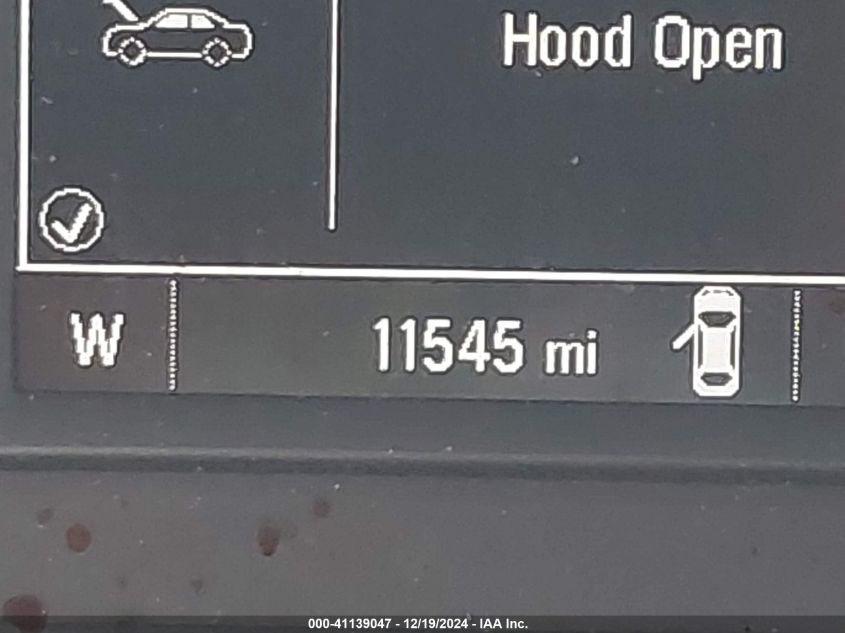 Hood Open
W
11545 mi
000-41139047 - 12/19/2024 - IAA Inc.